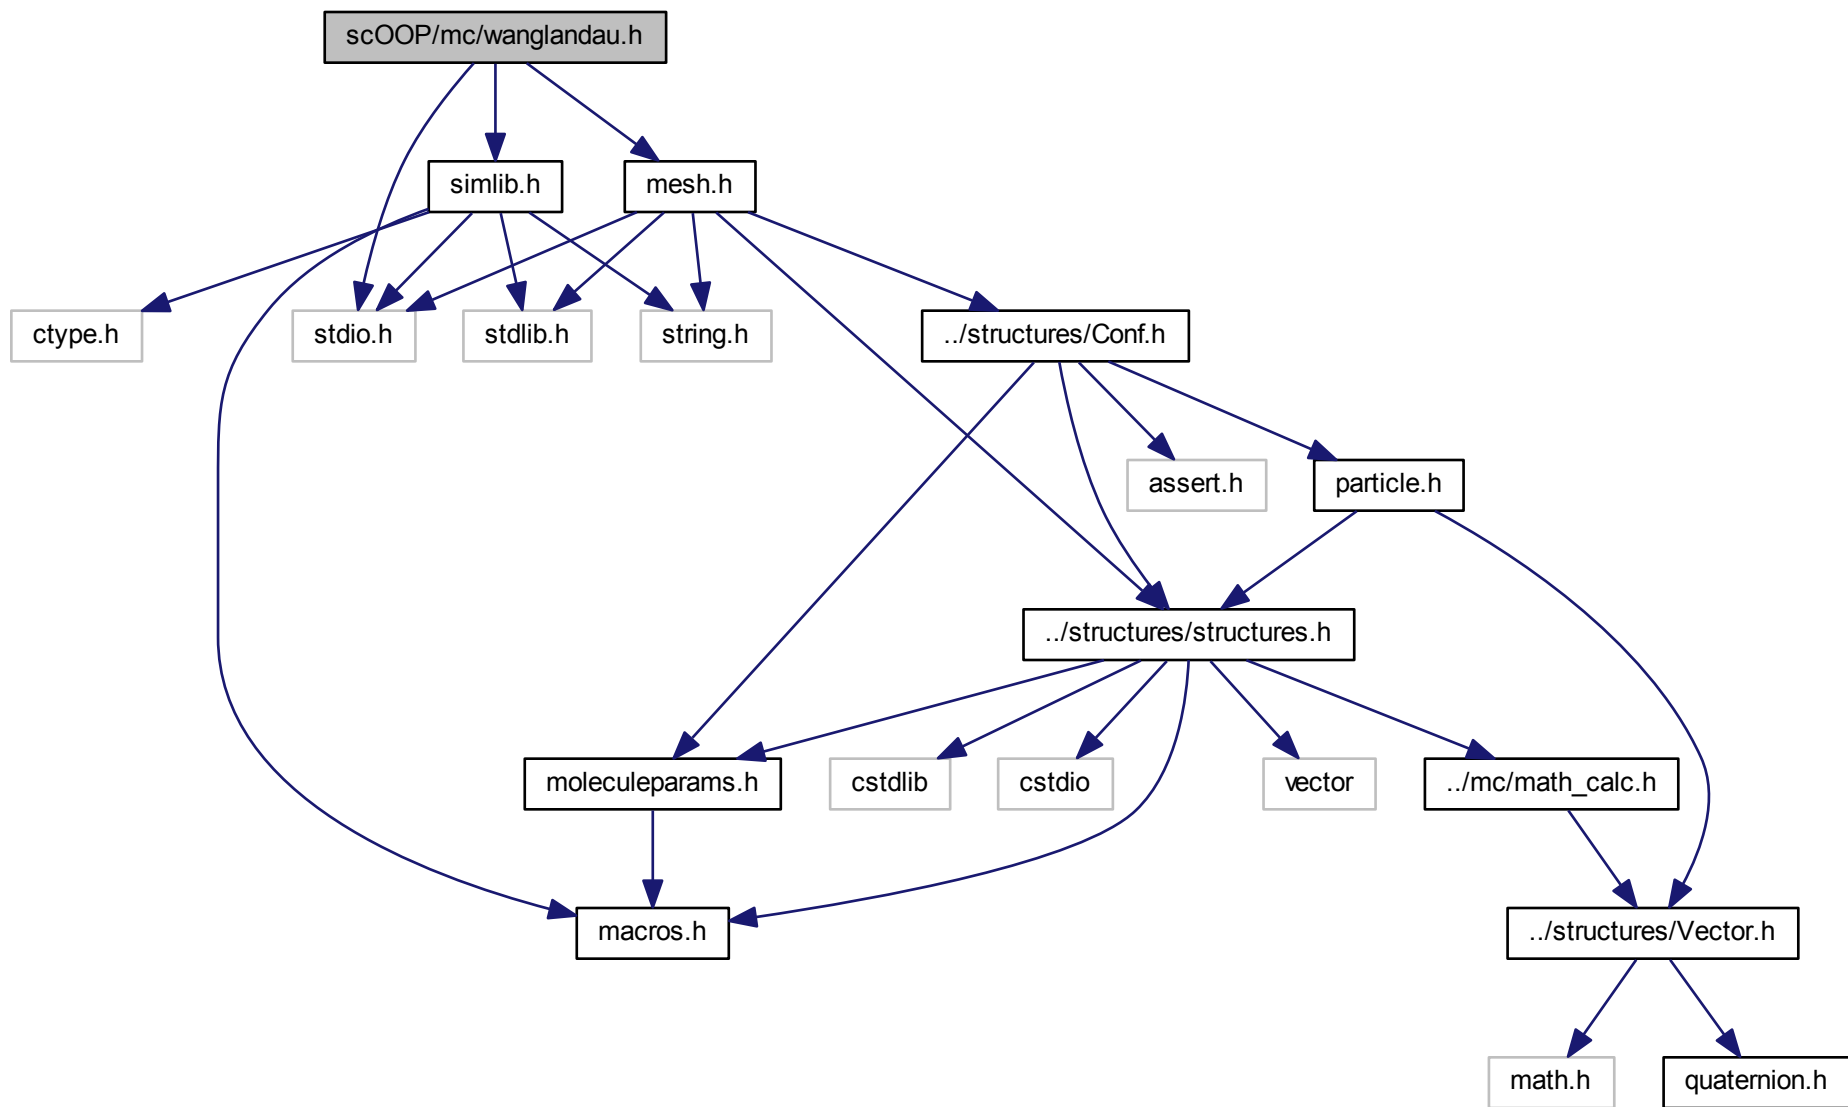 scOOP/mc/wanglandau.h
simlib.h
mesh.h
ctype.h
stdio.h
stdlib.h
string.h
../structures/Conf.h
assert.h
particle.h
../structures/structures.h
moleculeparams.h
cstdlib
cstdio
vector
../mc/math_calc.h
macros.h
../structures/Vector.h
math.h
quaternion.h